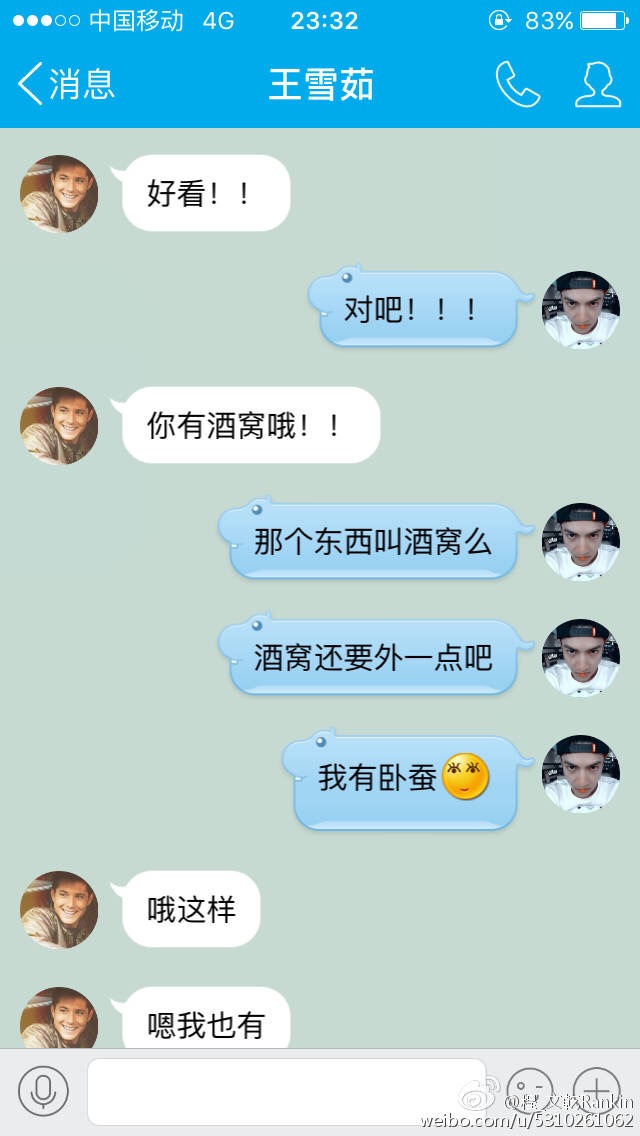 中国移动 4G 23:32 83%
消息 王雪茹
好看！！
对吧！！！
你有酒窝哦！！
那个东西叫酒窝么
酒窝还要外一点吧
我有卧蚕
哦这样
嗯我也有
Rankin
weibo.com/u/5310261062